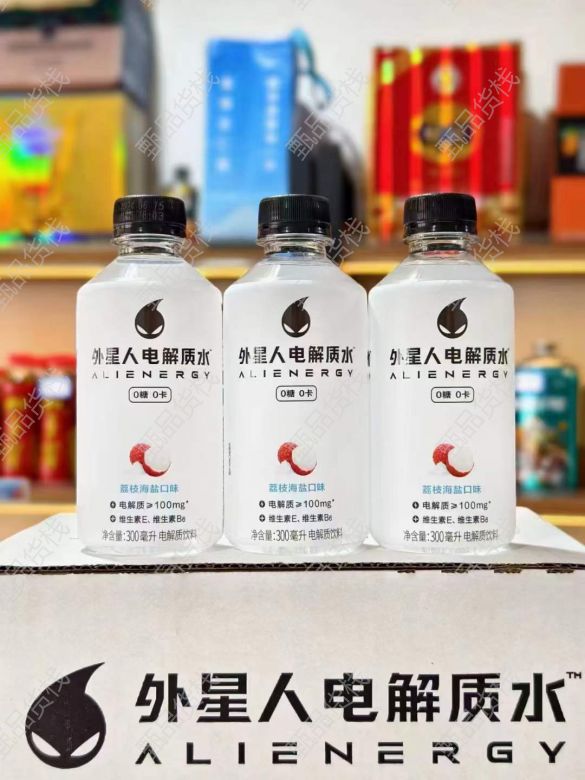 外星人电解质水
ALIENERGY
0糖 0卡
荔枝海盐口味
电解质≥100mg*
维生素E、维生素B6
净含量:300毫升 电解质饮料
外星人电解质水
ALIENERGY
0糖 0卡
荔枝海盐口味
电解质≥100mg*
维生素E、维生素B6
净含量:300毫升 电解质饮料
外星人电解质水
ALIENERGY
0糖 0卡
荔枝海盐口味
电解质≥100mg*
维生素E、维生素B6
净含量:300毫升 电解质饮料
外星人电解质水™
ALIENERGY
甄品货栈